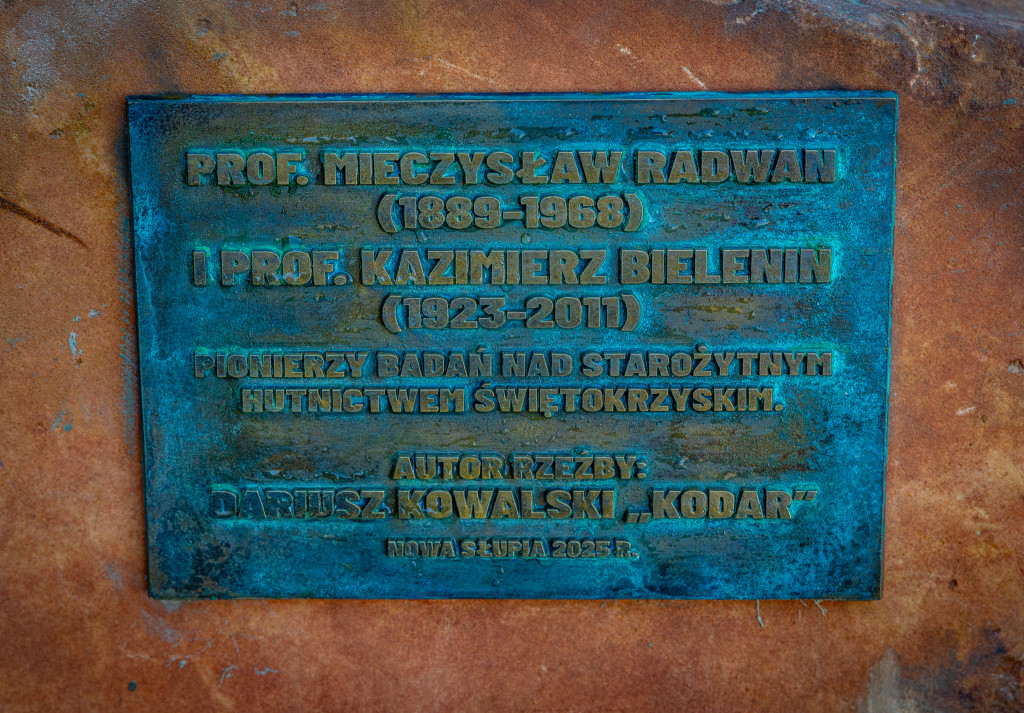 PROF. MIECZYSŁAW RADWAN
(1889-1968)
I PROF. KAZIMIERZ BIELENIN
(1923-2011)
PIONIERZY BADAŃ NAD STAROŻYTNYM
HUTNICTWEM ŚWIĘTOKRZYSKIM.
AUTOR RZEŹBY:
DARIUSZ KOWALSKI „KODAR”
NOWA SŁUPIA 2025 R.